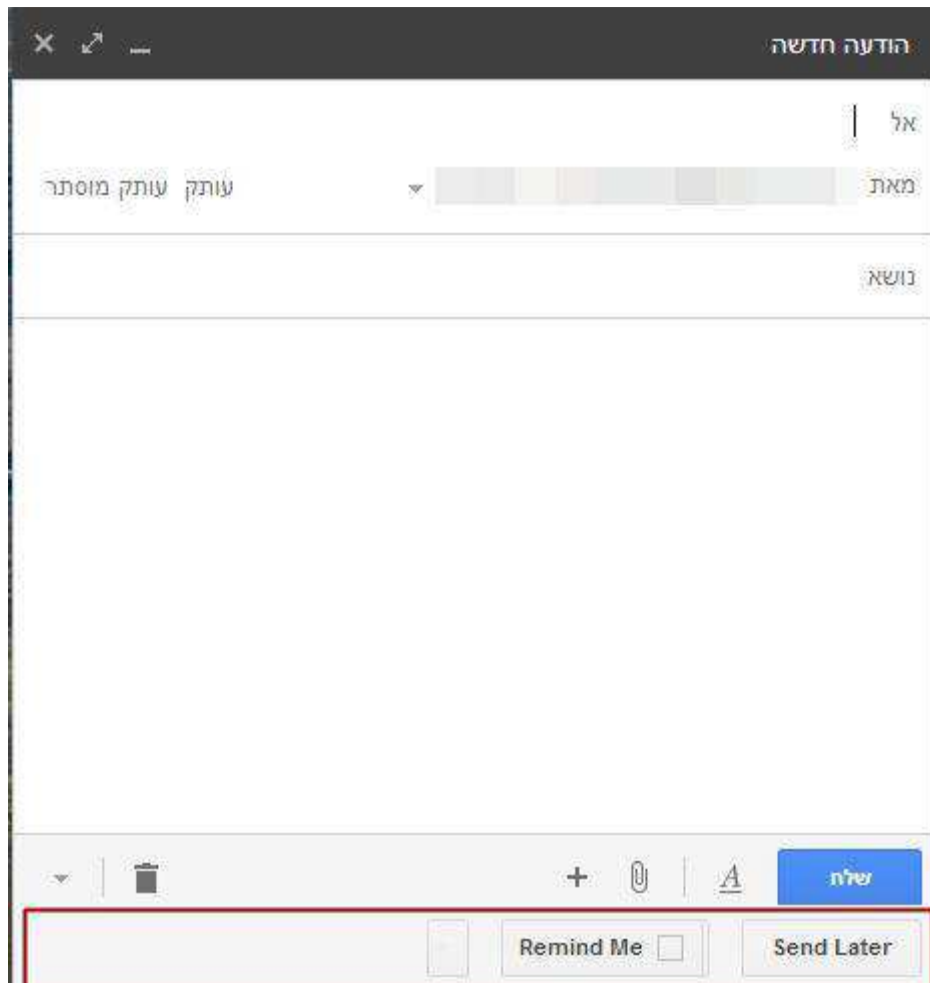 הודעה חדשה
אל
מאת עותק עותק מוסתר
נושא
שלח A
Send Later Remind Me